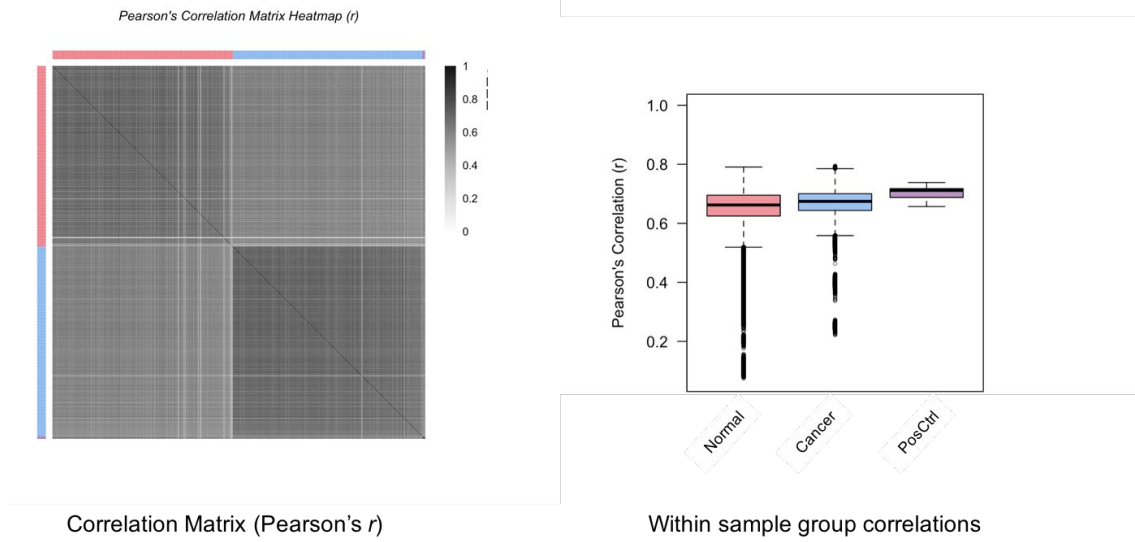 Pearson's Correlation Matrix Heatmap (r)
1
0.8
0.6
0.4
0.2
0
Correlation Matrix (Pearson's r)
1.0
0.8
0.6
0.4
0.2
Pearson's Correlation (r)
Normal
Cancer
PosCtrl
Within sample group correlations